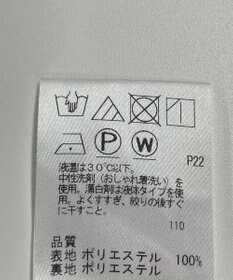 P W
P22
液温は30℃以下。
中性洗剤(おしゃれ着洗い)を
使用。漂白剤は液体タイプを使
用。よくすすぎ、絞りの後すぐ
に干すこと。
110
品質
表地 ポリエステル 100%
裏地 ポリエステル